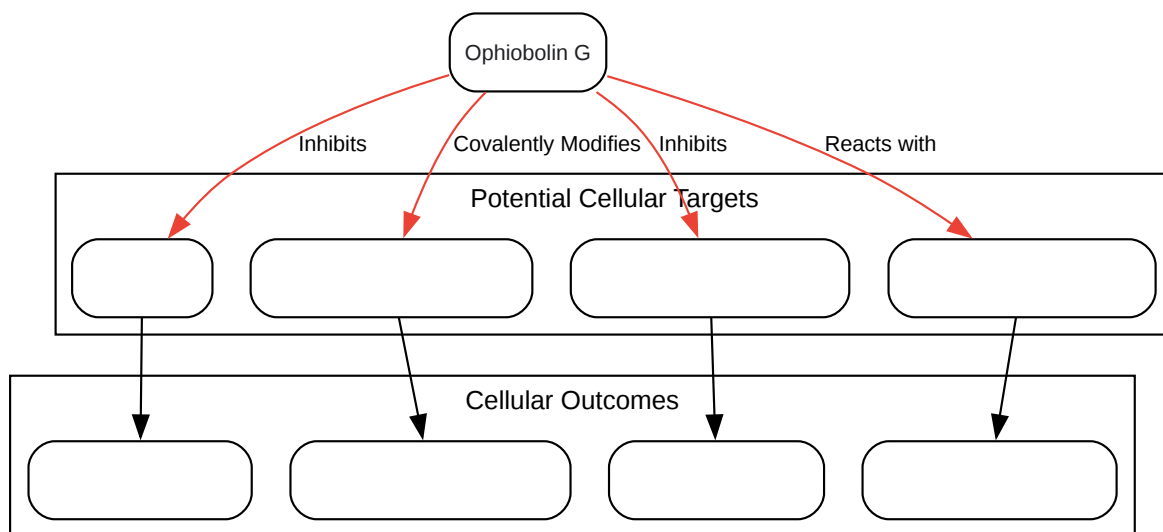 Ophiobolin G
Inhibits
Covalently Modifies
Inhibits
Reacts with
Potential Cellular Targets
Cellular Outcomes